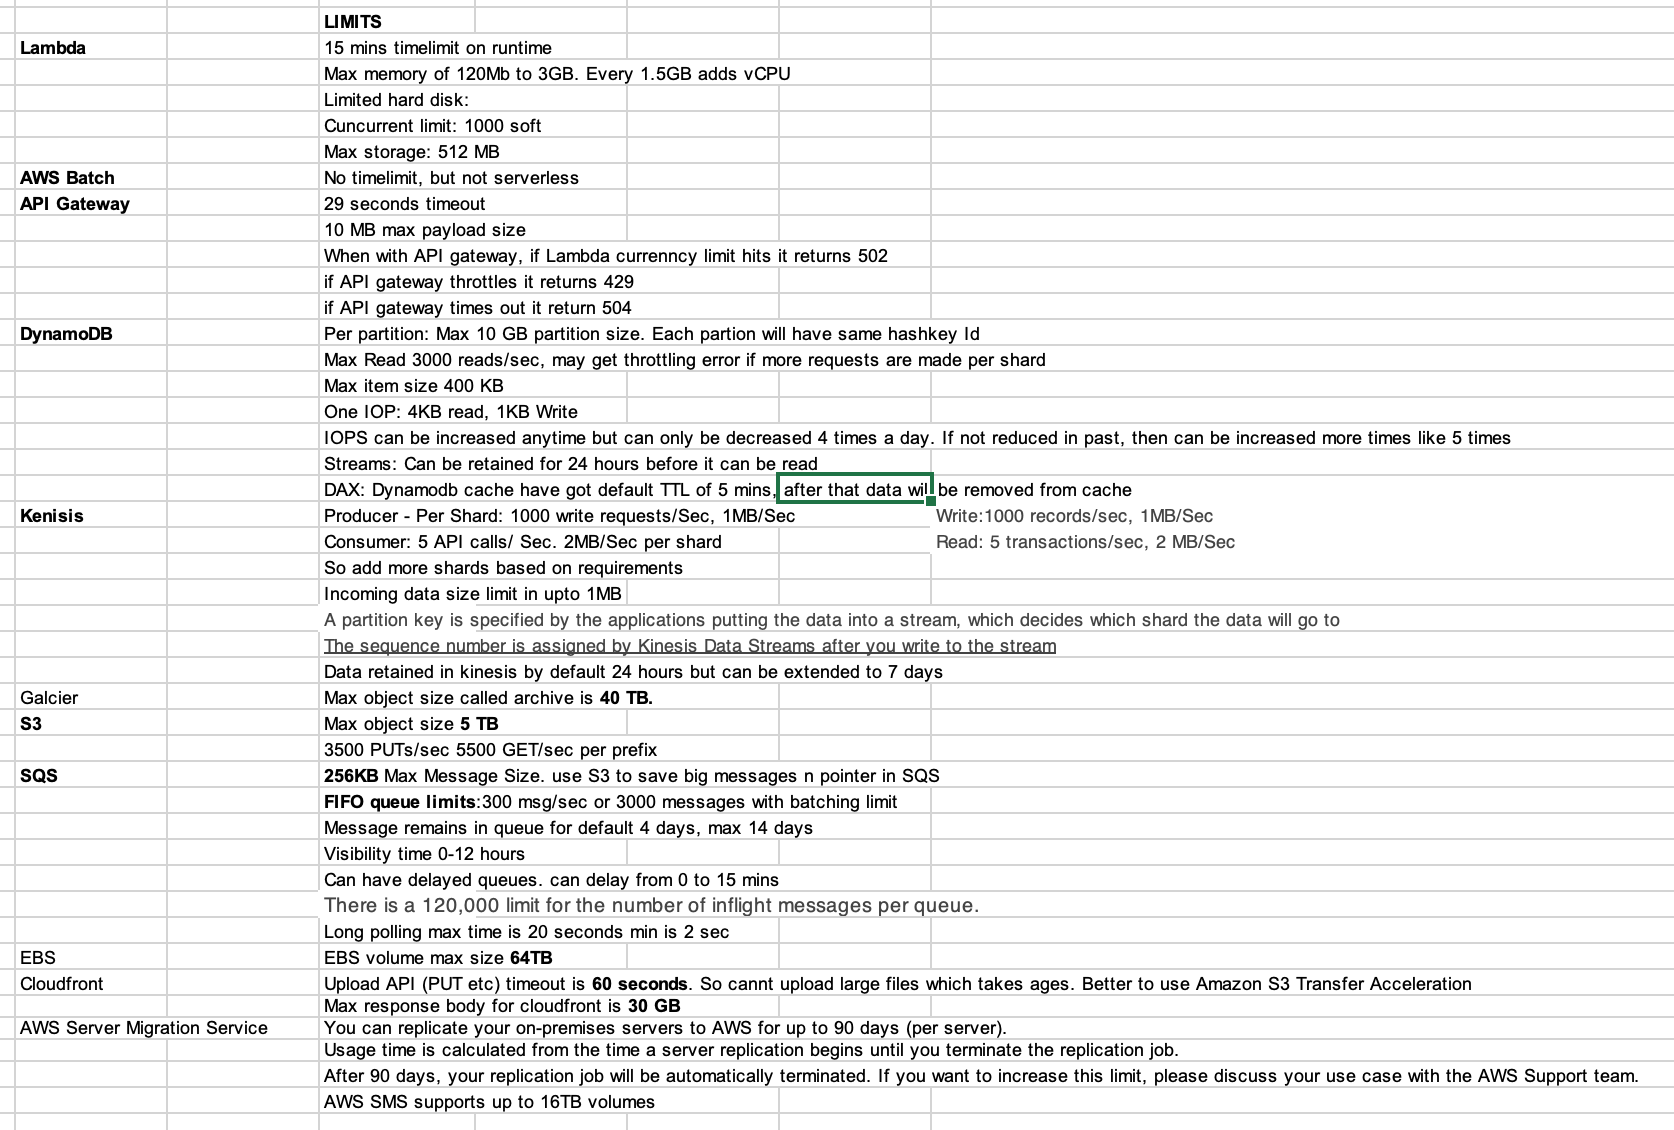 LIMITS
Lambda 15 mins timelimit on runtime
Max memory of 120Mb to 3GB. Every 1.5GB adds vCPU
Limited hard disk:
Cuncurrent limit: 1000 soft
Max storage: 512 MB
AWS Batch No timelimit, but not serverless
API Gateway 29 seconds timeout
10 MB max payload size
When with API gateway, if Lambda currenncy limit hits it returns 502
if API gateway throttles it returns 429
if API gateway times out it return 504
DynamoDB Per partition: Max 10 GB partition size. Each partion will have same hashkey Id
Max Read 3000 reads/sec, may get throttling error if more requests are made per shard
Max item size 400 KB
One IOP: 4KB read, 1KB Write
IOPS can be increased anytime but can only be decreased 4 times a day. If not reduced in past, then can be increased more times like 5 times
Streams: Can be retained for 24 hours before it can be read
DAX: Dynamodb cache have got default TTL of 5 mins, after that data will be removed from cache
Kenisis Producer - Per Shard: 1000 write requests/Sec, 1MB/Sec Write:1000 records/sec, 1MB/Sec
Consumer: 5 API calls/ Sec. 2MB/Sec per shard Read: 5 transactions/sec, 2 MB/Sec
So add more shards based on requirements
Incoming data size limit in upto 1MB
A partition key is specified by the applications putting the data into a stream, which decides which shard the data will go to
The sequence number is assigned by Kinesis Data Streams after you write to the stream
Data retained in kinesis by default 24 hours but can be extended to 7 days
Galcier Max object size called archive is 40 TB.
S3 Max object size 5 TB
3500 PUTs/sec 5500 GET/sec per prefix
SQS 256KB Max Message Size. use S3 to save big messages n pointer in SQS
FIFO queue limits:300 msg/sec or 3000 messages with batching limit
Message remains in queue for default 4 days, max 14 days
Visibility time 0-12 hours
Can have delayed queues. can delay from 0 to 15 mins
There is a 120,000 limit for the number of inflight messages per queue.
Long polling max time is 20 seconds min is 2 sec
EBS EBS volume max size 64TB
Cloudfront Upload API (PUT etc) timeout is 60 seconds. So cannt upload large files which takes ages. Better to use Amazon S3 Transfer Acceleration
Max response body for cloudfront is 30 GB
AWS Server Migration Service You can replicate your on-premises servers to AWS for up to 90 days (per server).
Usage time is calculated from the time a server replication begins until you terminate the replication job.
After 90 days, your replication job will be automatically terminated. If you want to increase this limit, please discuss your use case with the AWS Support team.
AWS SMS supports up to 16TB volumes